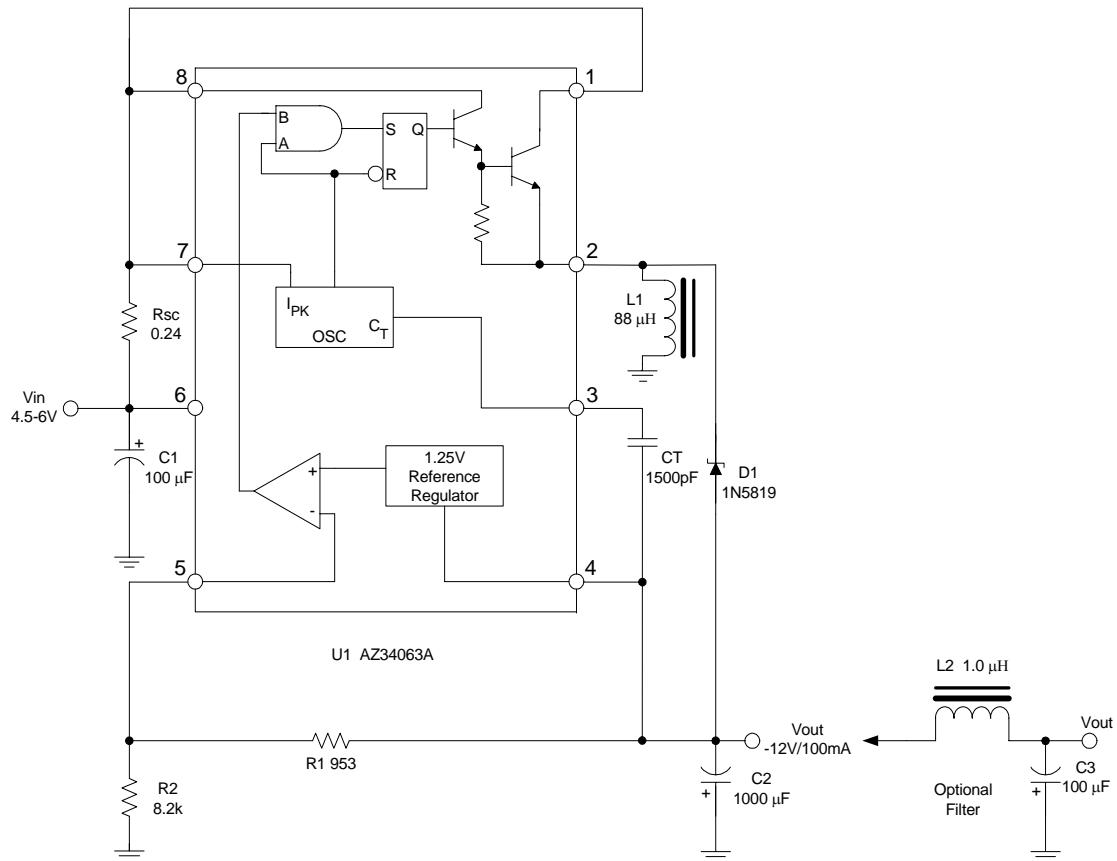 8
1
B
A
S
Q
R
7
2
I_PK
OSC
C_T
Rsc
0.24
L1
88 μH
Vin
4.5-6V
6
3
C1
100 μF
+
1.25V
Reference
Regulator
+
-
CT
1500pF
D1
1N5819
5
4
U1 AZ34063A
L2 1.0 μH
R1 953
Vout
-12V/100mA
Vout
R2
8.2k
C2
1000 μF
+
Optional
Filter
C3
100 μF
+